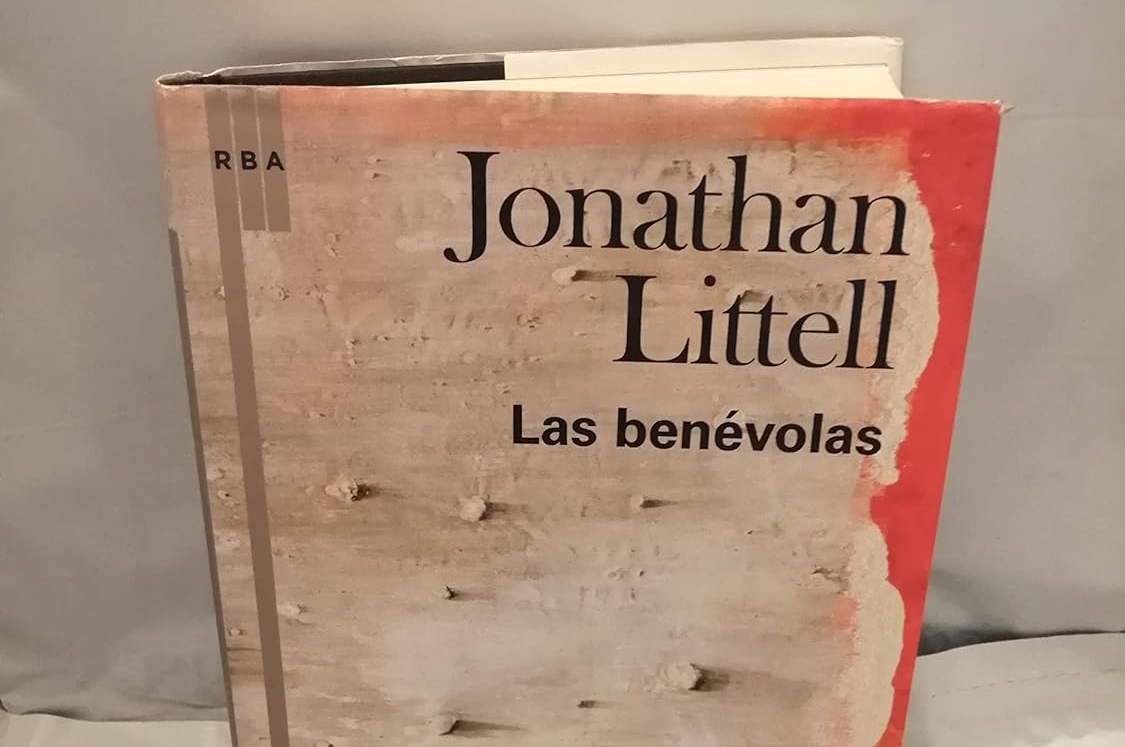 RBA
Jonathan
Littell
Las benévolas